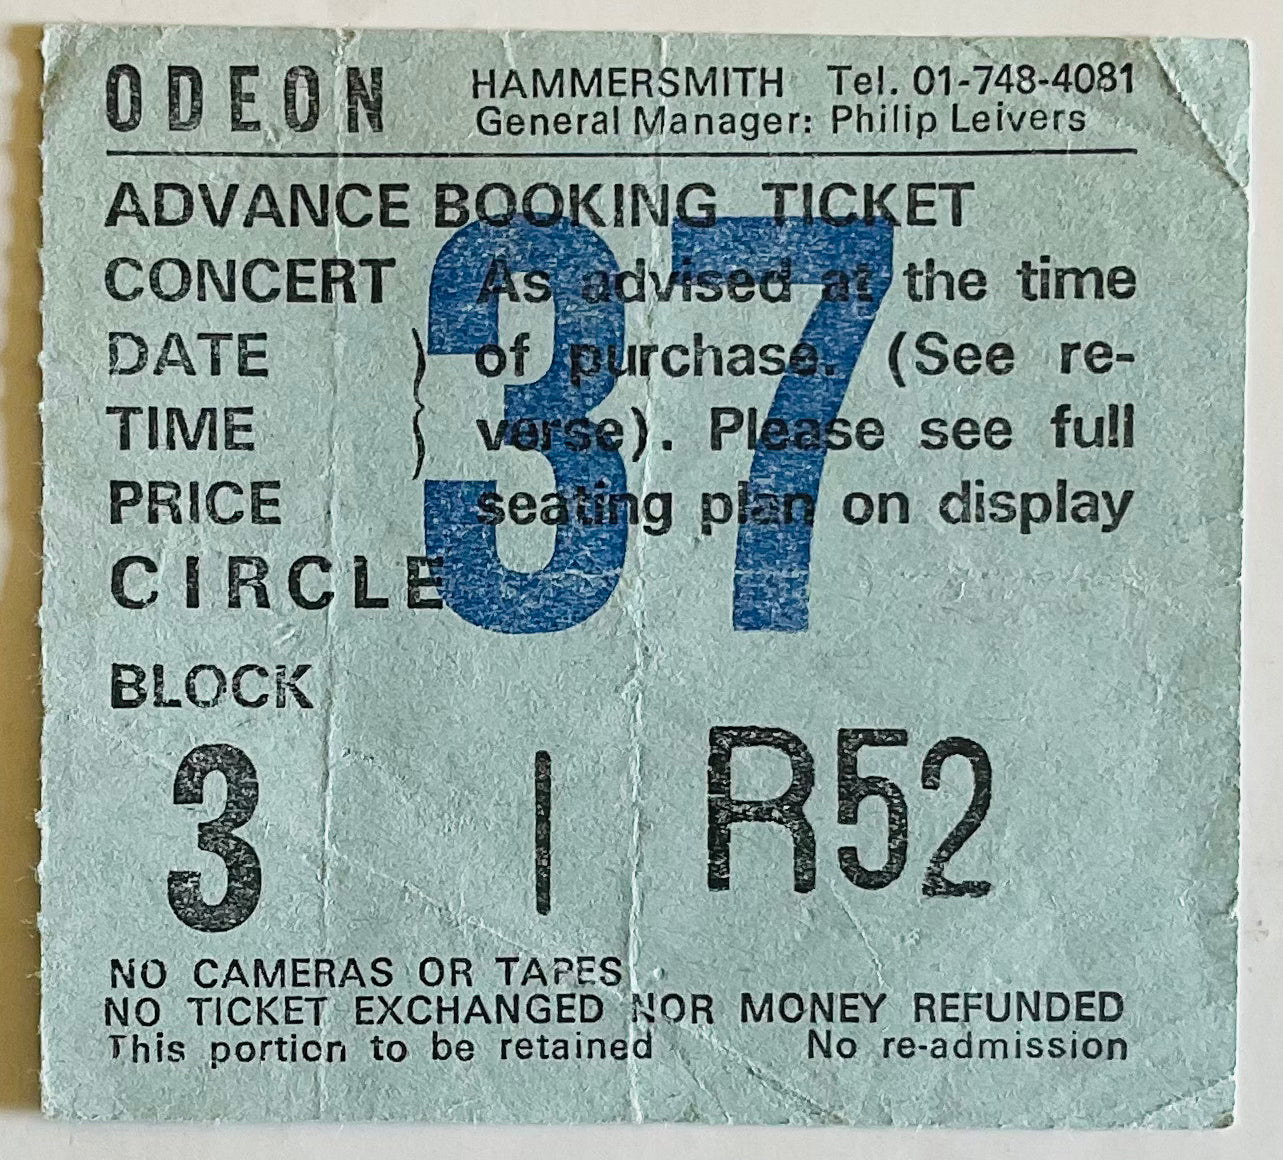 ODEON HAMMERSMITH Tel. 01-748-4081
General Manager: Philip Leivers
ADVANCE BOOKING TICKET
37
CONCERT As advised at the time
DATE } of purchase. (See re-
TIME verse). Please see full
PRICE seating plan on display
CIRCLE
BLOCK
3 | R52
NO CAMERAS OR TAPES
NO TICKET EXCHANGED NOR MONEY REFUNDED
This portion to be retained No re-admission